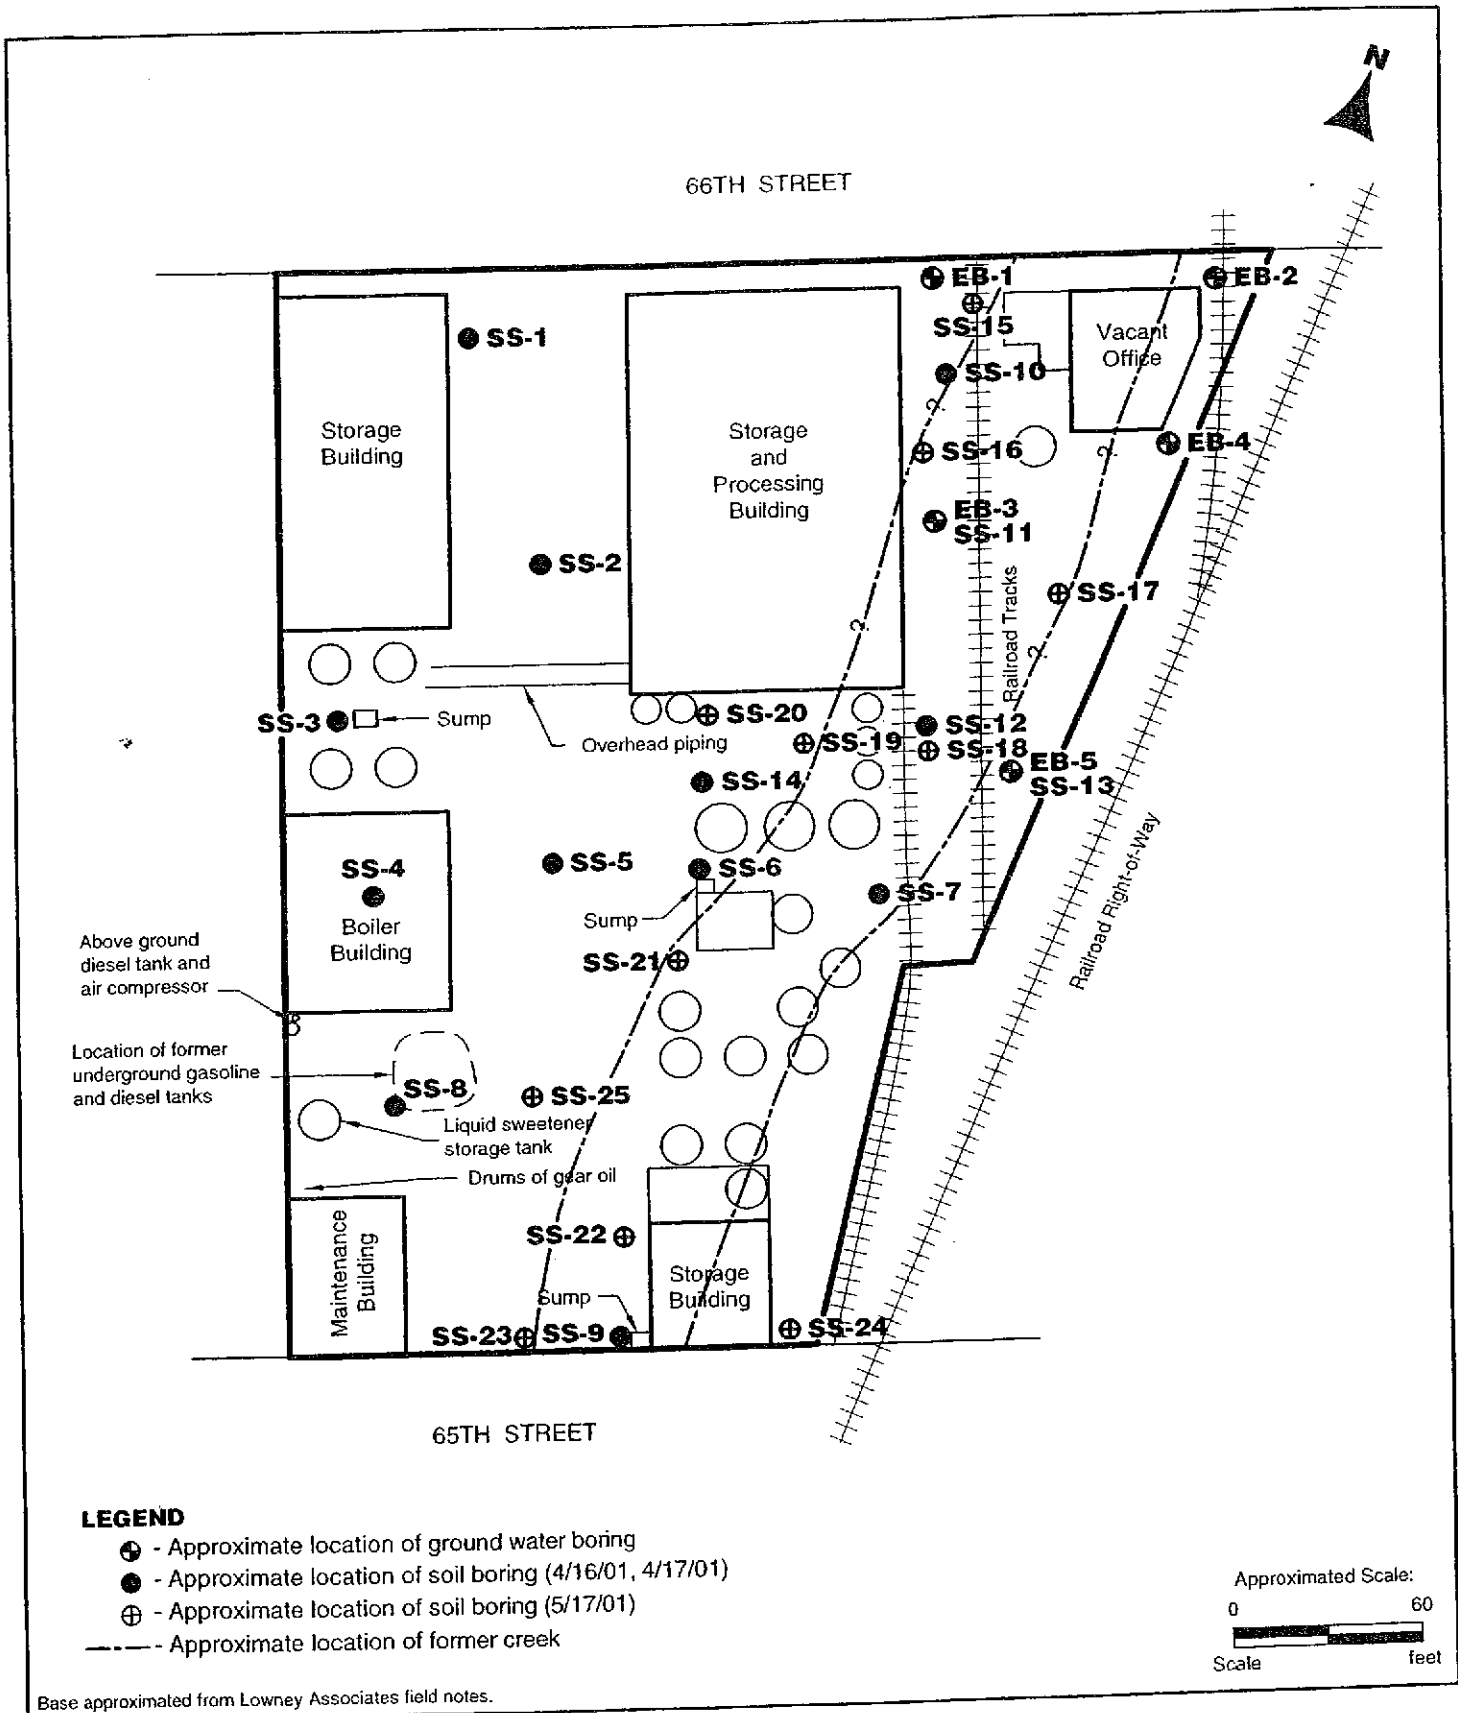 N
66TH STREET
EB-1
EB-2
SS-15
SS-1
Vacant
Office
SS-10
?
Storage
Building
Storage
and
Processing
Building
SS-16
?
EB-4
EB-3
SS-11
SS-2
Railroad Tracks
SS-17
?
?
SS-3
Sump
SS-20
Overhead piping
SS-19
SS-12
SS-18
EB-5
SS-13
SS-14
Railroad Right-of-Way
SS-4
SS-5
SS-6
SS-7
Boiler
Building
Sump
Above ground
diesel tank and
air compressor
SS-21
Location of former
underground gasoline
and diesel tanks
SS-8
SS-25
Liquid sweetener
storage tank
Drums of gear oil
Maintenance
Building
SS-22
Storage
Building
Sump
SS-23
SS-9
SS-24
65TH STREET
LEGEND
- Approximate location of ground water boring
- Approximate location of soil boring (4/16/01, 4/17/01)
- Approximate location of soil boring (5/17/01)
- Approximate location of former creek
Approximated Scale:
0 60
Scale feet
Base approximated from Lowney Associates field notes.